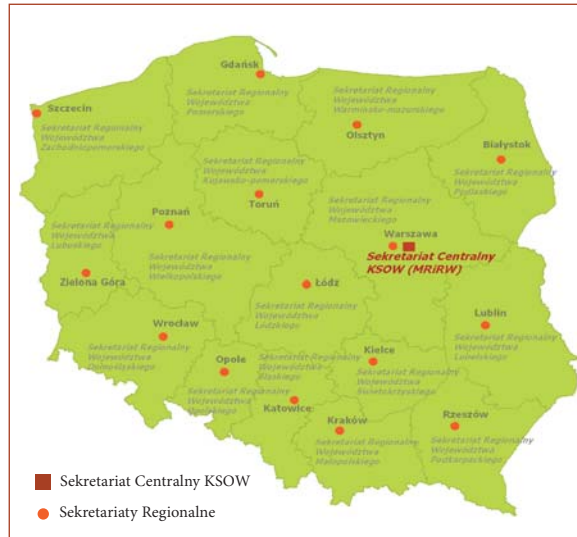 Gdańsk
Sekretariat Regionalny
Województwa
Pomorskiego
Szczecin
Sekretariat Regionalny
Województwa
Zachodniopomorskiego
Sekretariat Regionalny
Województwa
Warmińsko-mazurskiego
Olsztyn
Białystok
Sekretariat Regionalny
Województwa
Podlaskiego
Sekretariat Regionalny
Województwa
Kujawsko-pomorskiego
Toruń
Sekretariat Regionalny
Województwa
Mazowieckiego
Warszawa
Sekretariat Centralny
KSOW (MRiRW)
Poznań
Sekretariat Regionalny
Województwa
Wielkopolskiego
Sekretariat Regionalny
Województwa
Lubuskiego
Zielona Góra
Łódź
Sekretariat Regionalny
Województwa
Łódzkiego
Lublin
Sekretariat Regionalny
Województwa
Lubelskiego
Wrocław
Sekretariat Regionalny
Województwa
Dolnośląskiego
Opole
Sekretariat Regionalny
Województwa
Opolskiego
Sekretariat Regionalny
Województwa
Śląskiego
Katowice
Kielce
Sekretariat Regionalny
Województwa
Świętokrzyskiego
Kraków
Sekretariat Regionalny
Województwa
Małopolskiego
Rzeszów
Sekretariat Regionalny
Województwa
Podkarpackiego
Sekretariat Centralny KSOW
Sekretariaty Regionalne